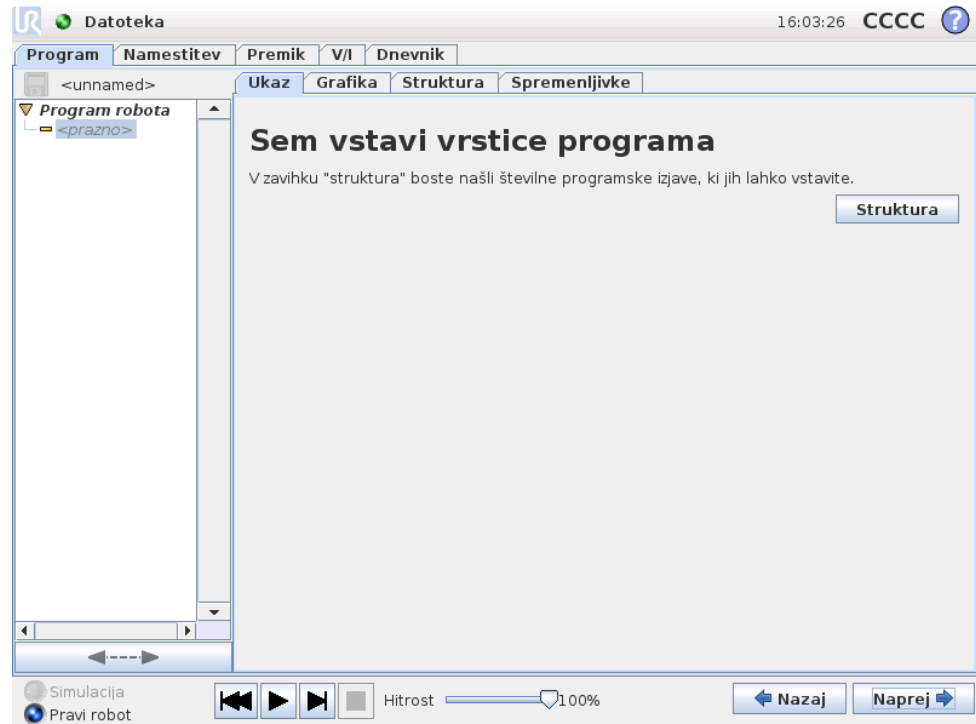 UR Datoteka 16:03:26 CCCC ?
Program Namestitev Premik V/I Dnevnik
<unnamed>
Ukaz Grafika Struktura Spremenljivke
Program robota
<prazno>
Sem vstavi vrstice programa
V zavihku "struktura" boste našli številne programske izjave, ki jih lahko vstavite.
Struktura
Simulacija
Pravi robot
Hitrost 100%
Nazaj Naprej